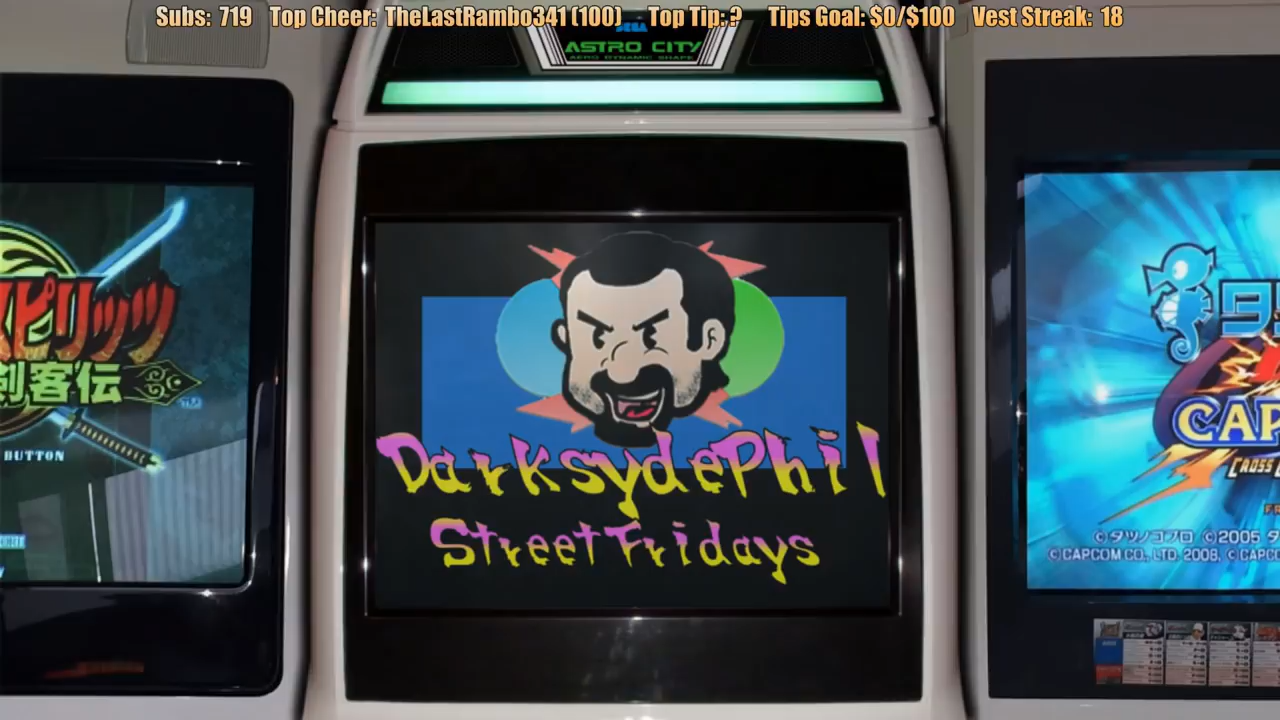 Subs: 719 Top Cheer: TheLastRambo341 (100) Top Tip: ? Tips Goal: $0/$100 Vest Streak: 18
SEGA
ASTRO CITY
AERO DYNAMIC SHAPE
スピリッツ
剣客伝
TM
BUTTON
タ
CAP
CROSS
DarksydePhil
Street Fridays
©タツノコプロ ©2005 タ
©CAPCOM CO., LTD. 2008, © CAPCO